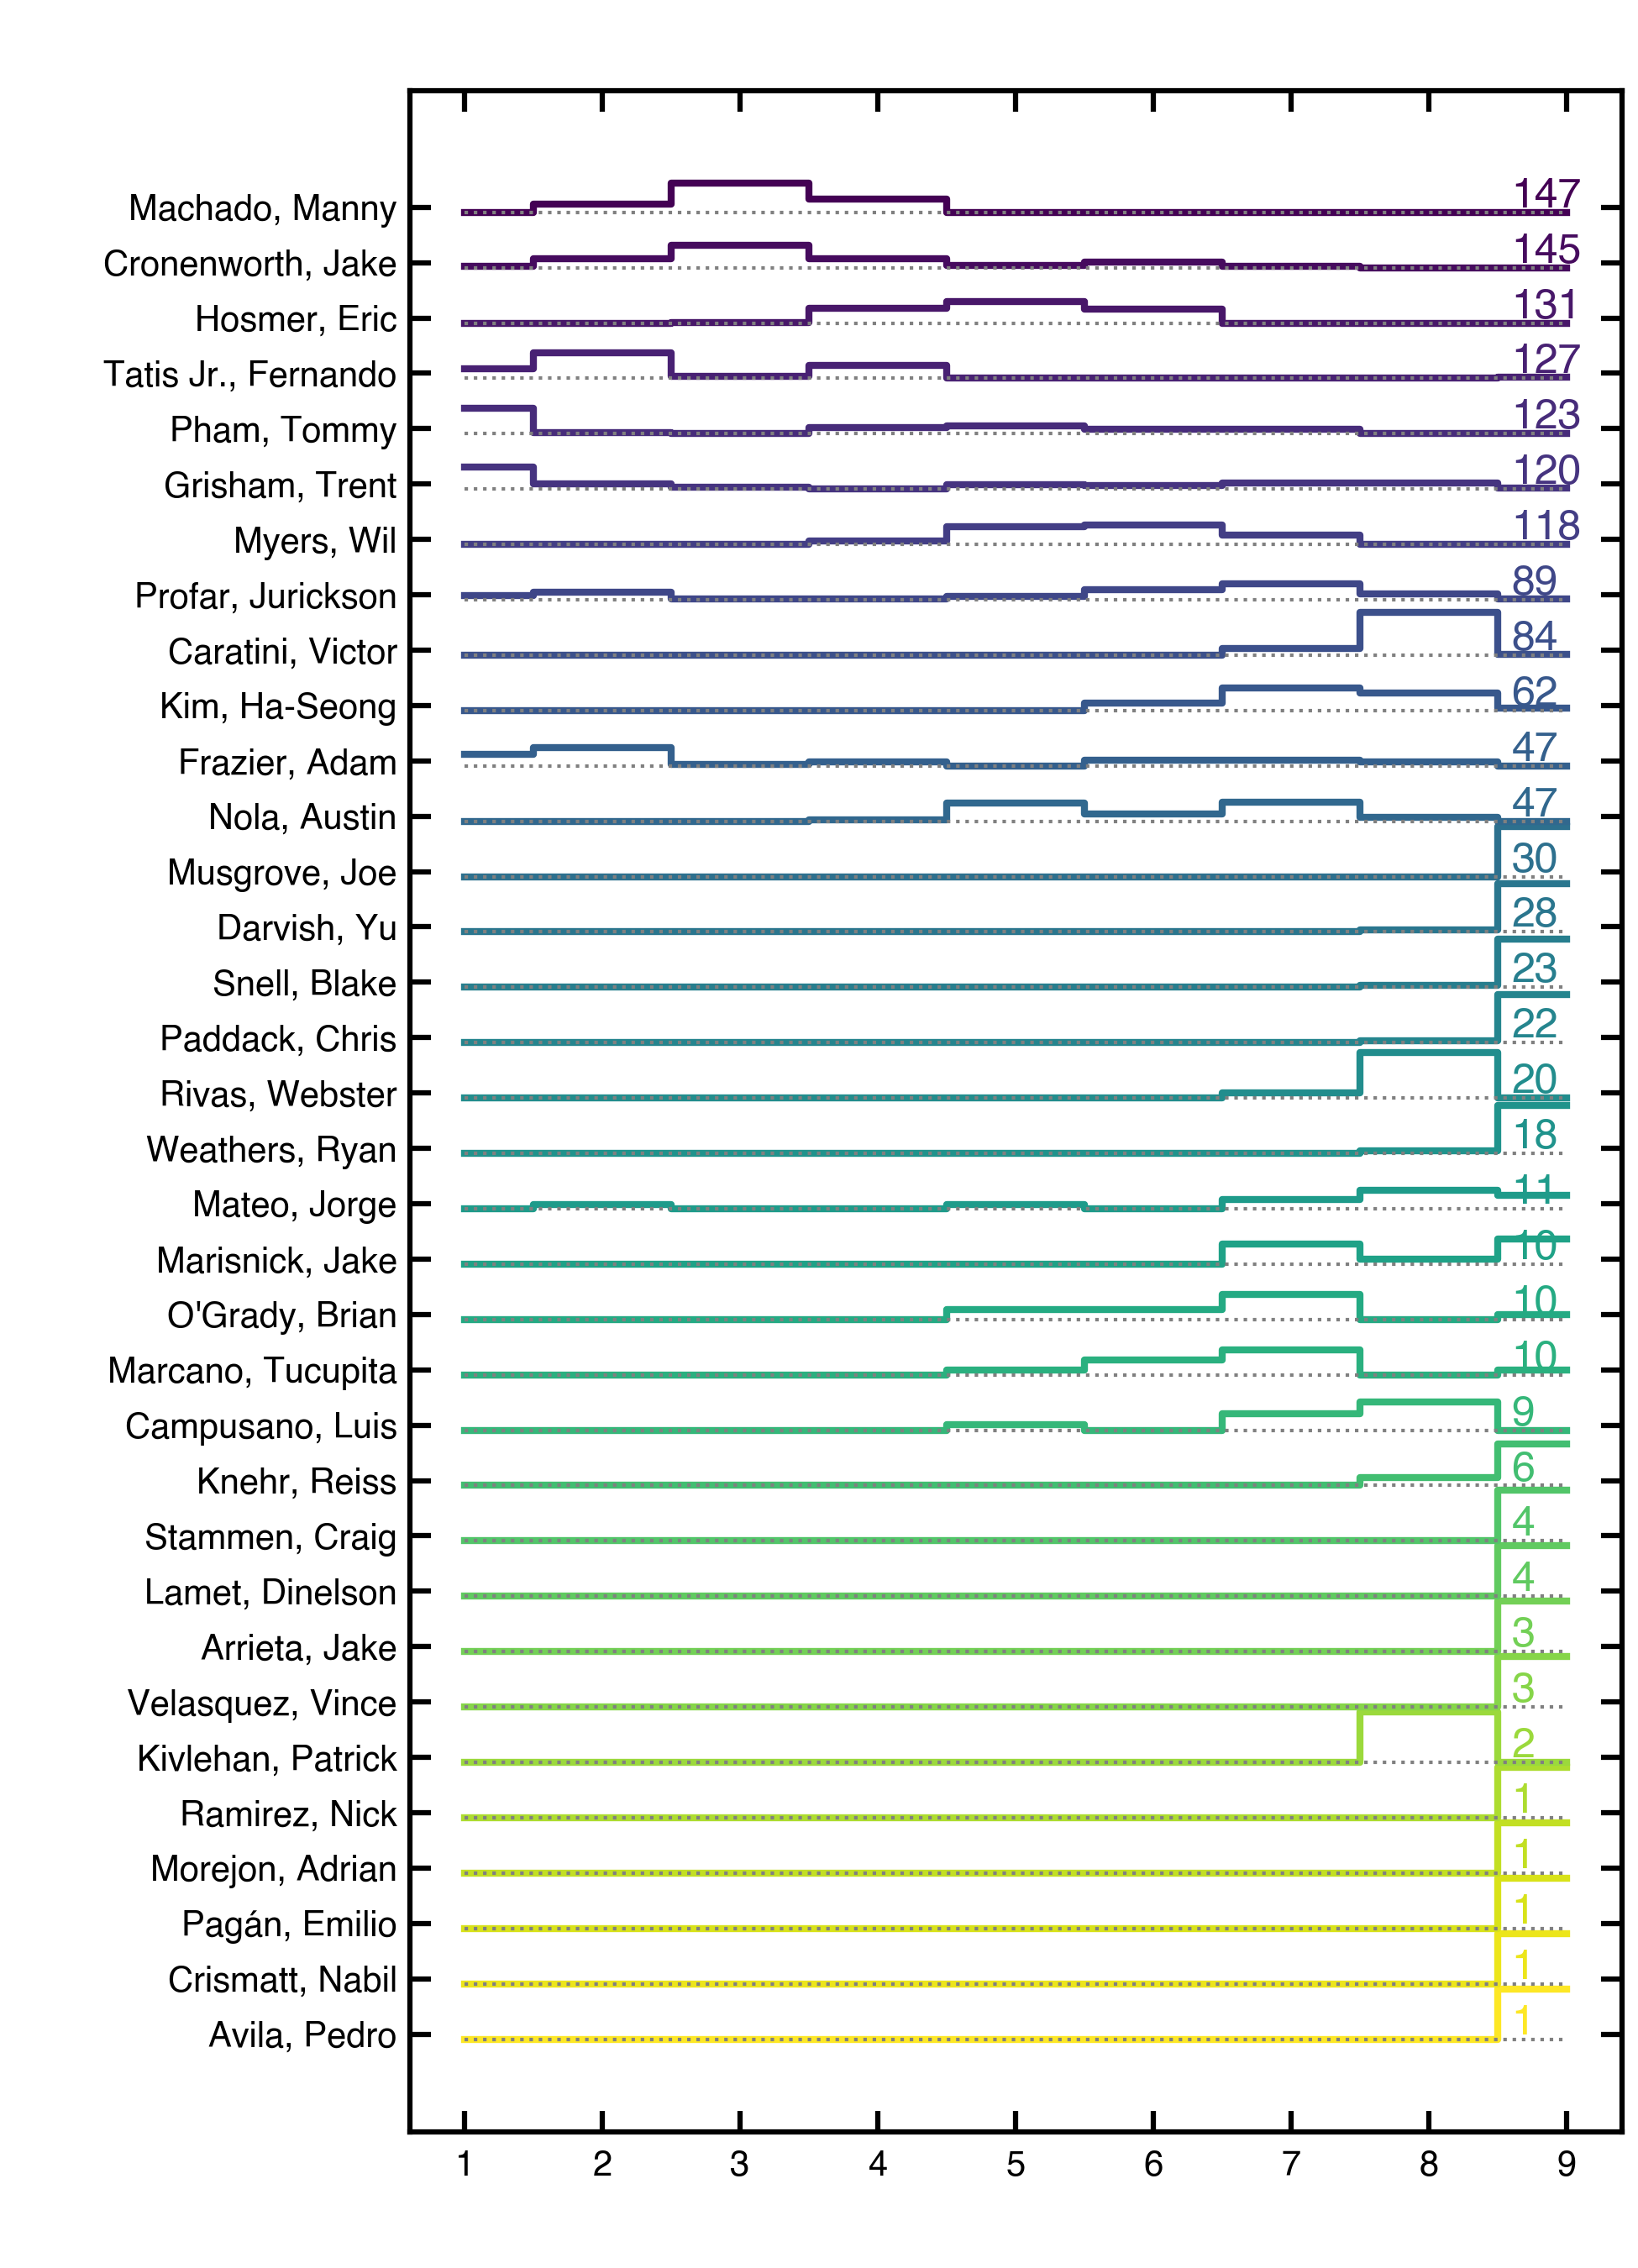 Machado, Manny 147
Cronenworth, Jake 145
Hosmer, Eric 131
Tatis Jr., Fernando 127
Pham, Tommy 123
Grisham, Trent 120
Myers, Wil 118
Profar, Jurickson 89
Caratini, Victor 84
Kim, Ha-Seong 62
Frazier, Adam 47
Nola, Austin 47
Musgrove, Joe 30
Darvish, Yu 28
Snell, Blake 23
Paddack, Chris 22
Rivas, Webster 20
Weathers, Ryan 18
Mateo, Jorge 11
Marisnick, Jake 10
O'Grady, Brian 10
Marcano, Tucupita 10
Campusano, Luis 9
Knehr, Reiss 6
Stammen, Craig 4
Lamet, Dinelson 4
Arrieta, Jake 3
Velasquez, Vince 3
Kivlehan, Patrick 2
Ramirez, Nick 1
Morejon, Adrian 1
Pagán, Emilio 1
Crismatt, Nabil 1
Avila, Pedro 1
1 2 3 4 5 6 7 8 9